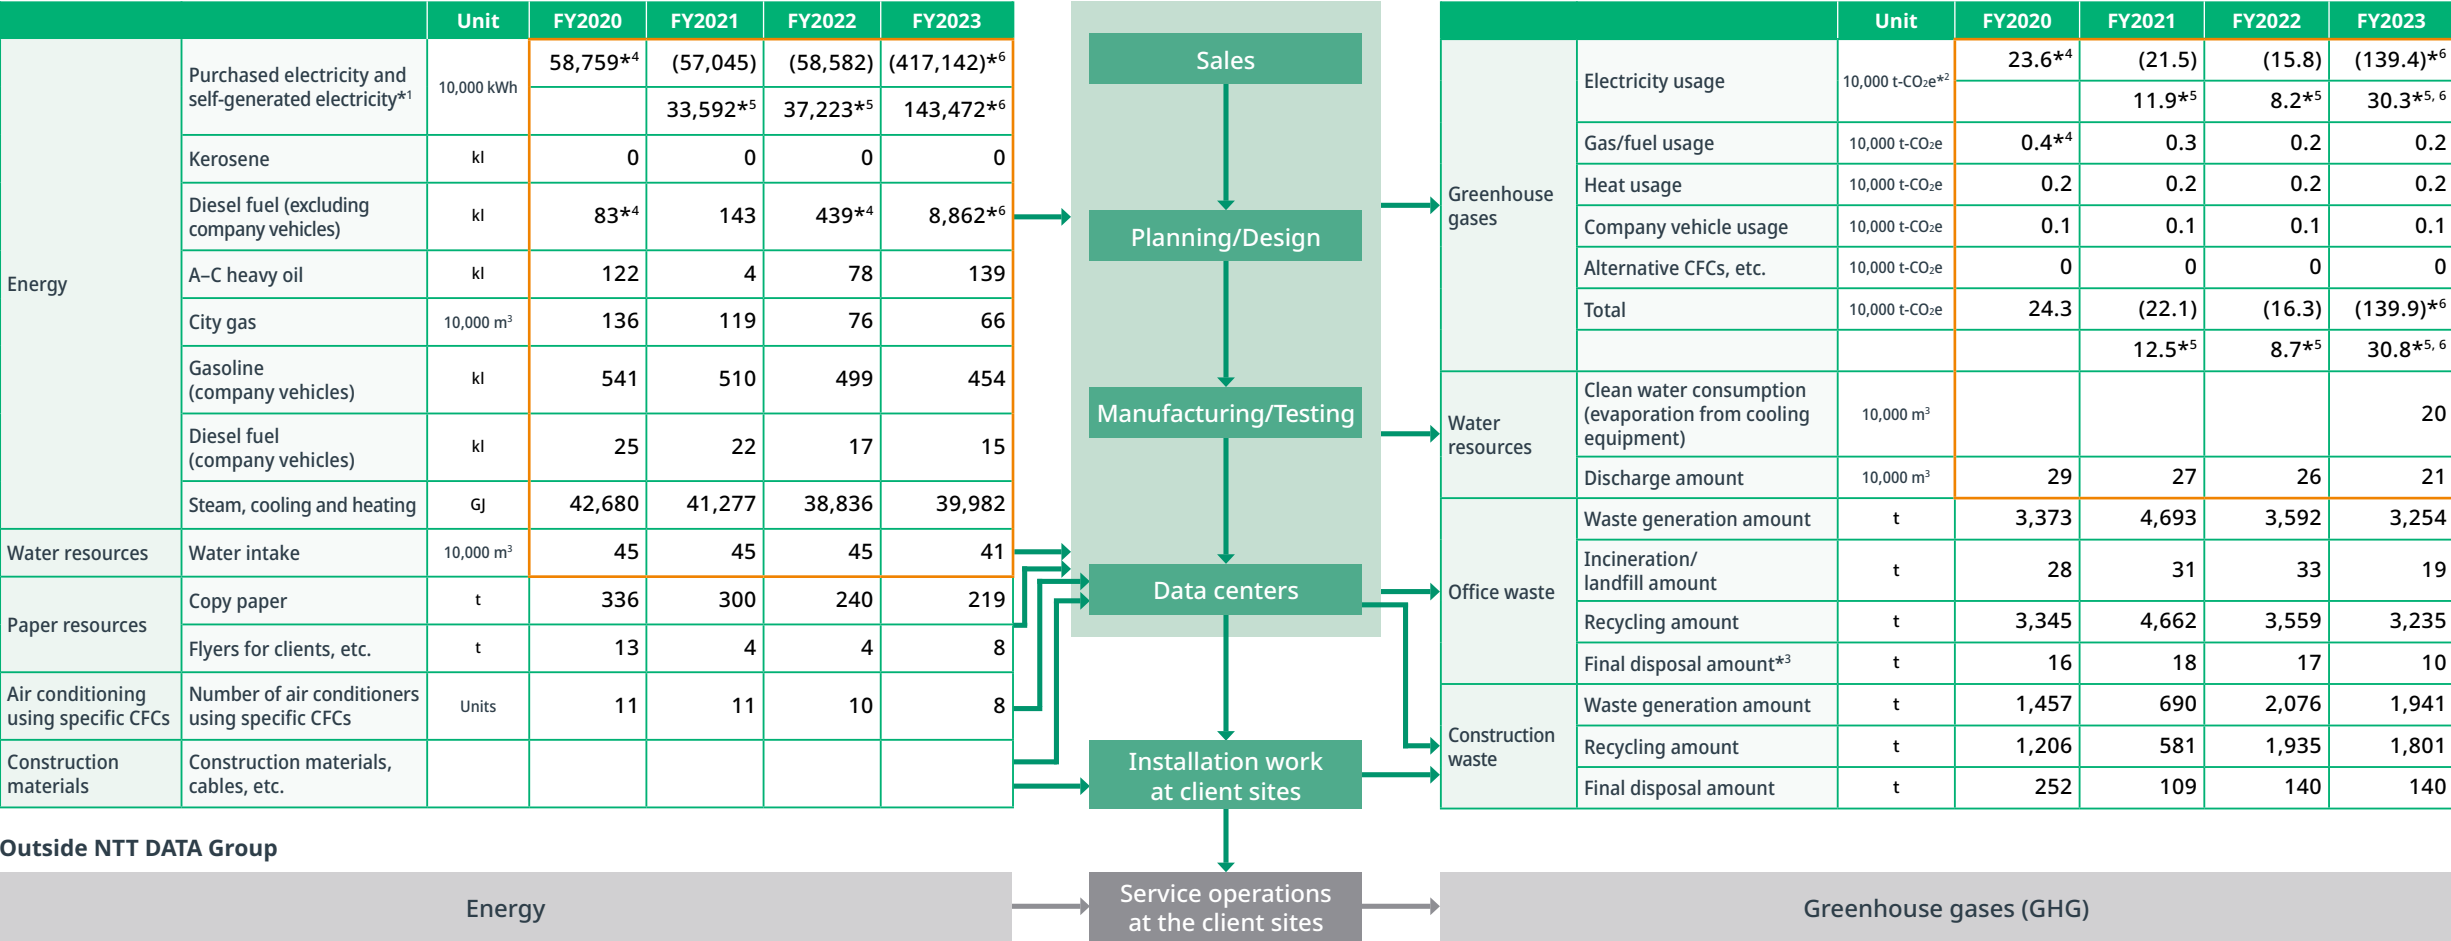 Unit FY2020 FY2021 FY2022 FY2023
Energy
Purchased electricity and
self-generated electricity*1
10,000 kWh
58,759*4 (57,045) (58,582) (417,142)*6
33,592*5 37,223*5 143,472*6
Kerosene kl 0 0 0 0
Diesel fuel (excluding
company vehicles)
kl 83*4 143 439*4 8,862*6
A–C heavy oil kl 122 4 78 139
City gas 10,000 m3 136 119 76 66
Gasoline
(company vehicles)
kl 541 510 499 454
Diesel fuel
(company vehicles)
kl 25 22 17 15
Steam, cooling and heating GJ 42,680 41,277 38,836 39,982
Water resources Water intake 10,000 m3 45 45 45 41
Paper resources
Copy paper t 336 300 240 219
Flyers for clients, etc. t 13 4 4 8
Air conditioning
using specific CFCs
Number of air conditioners
using specific CFCs
Units 11 11 10 8
Construction
materials
Construction materials,
cables, etc.
Sales
Planning/Design
Manufacturing/Testing
Data centers
Installation work
at client sites
Unit FY2020 FY2021 FY2022 FY2023
Greenhouse
gases
Electricity usage 10,000 t-CO2e*2
23.6*4 (21.5) (15.8) (139.4)*6
11.9*5 8.2*5 30.3*5, 6
Gas/fuel usage 10,000 t-CO2e 0.4*4 0.3 0.2 0.2
Heat usage 10,000 t-CO2e 0.2 0.2 0.2 0.2
Company vehicle usage 10,000 t-CO2e 0.1 0.1 0.1 0.1
Alternative CFCs, etc. 10,000 t-CO2e 0 0 0 0
Total 10,000 t-CO2e 24.3 (22.1) (16.3) (139.9)*6
12.5*5 8.7*5 30.8*5, 6
Water
resources
Clean water consumption
(evaporation from cooling
equipment)
10,000 m3 20
Discharge amount 10,000 m3 29 27 26 21
Office waste
Waste generation amount t 3,373 4,693 3,592 3,254
Incineration/
landfill amount
t 28 31 33 19
Recycling amount t 3,345 4,662 3,559 3,235
Final disposal amount*3 t 16 18 17 10
Construction
waste
Waste generation amount t 1,457 690 2,076 1,941
Recycling amount t 1,206 581 1,935 1,801
Final disposal amount t 252 109 140 140
Outside NTT DATA Group
Energy
Service operations
at the client sites
Greenhouse gases (GHG)